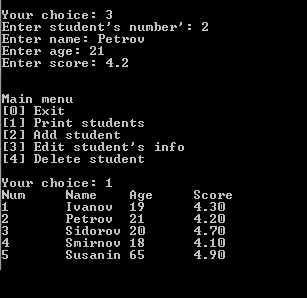 Your choice: 3
Enter student's number': 2
Enter name: Petrov
Enter age: 21
Enter score: 4.2
Main menu
[0] Exit
[1] Print students
[2] Add student
[3] Edit student's info
[4] Delete student
Your choice: 1
Num Name Age Score
1 Ivanov 19 4.30
2 Petrov 21 4.20
3 Sidorov 20 4.70
4 Smirnov 18 4.10
5 Susanin 65 4.90